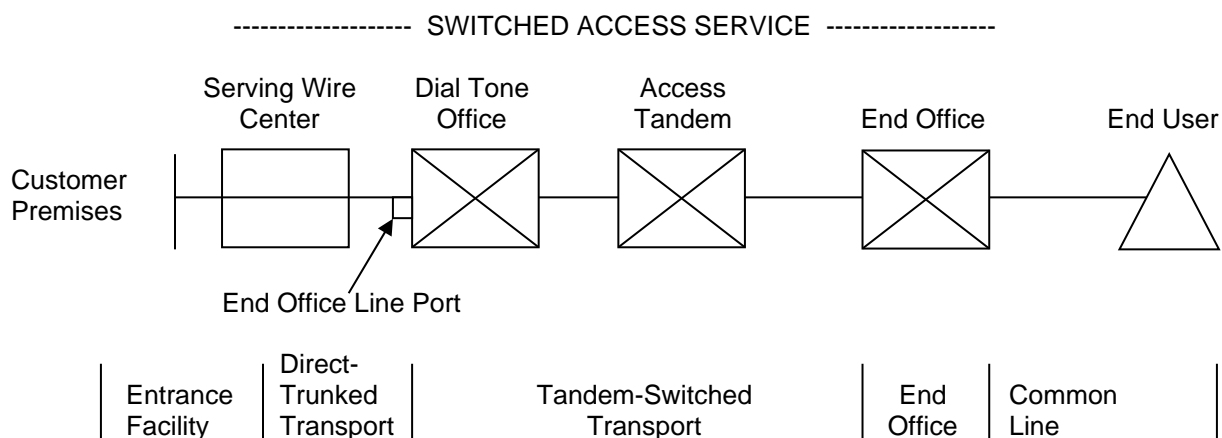 ------------------- SWITCHED ACCESS SERVICE ------------------
Serving Wire Center
Dial Tone Office
Access Tandem
End Office
End User
Customer Premises
End Office Line Port
Entrance Facility
Direct-Trunked Transport
Tandem-Switched Transport
End Office
Common Line